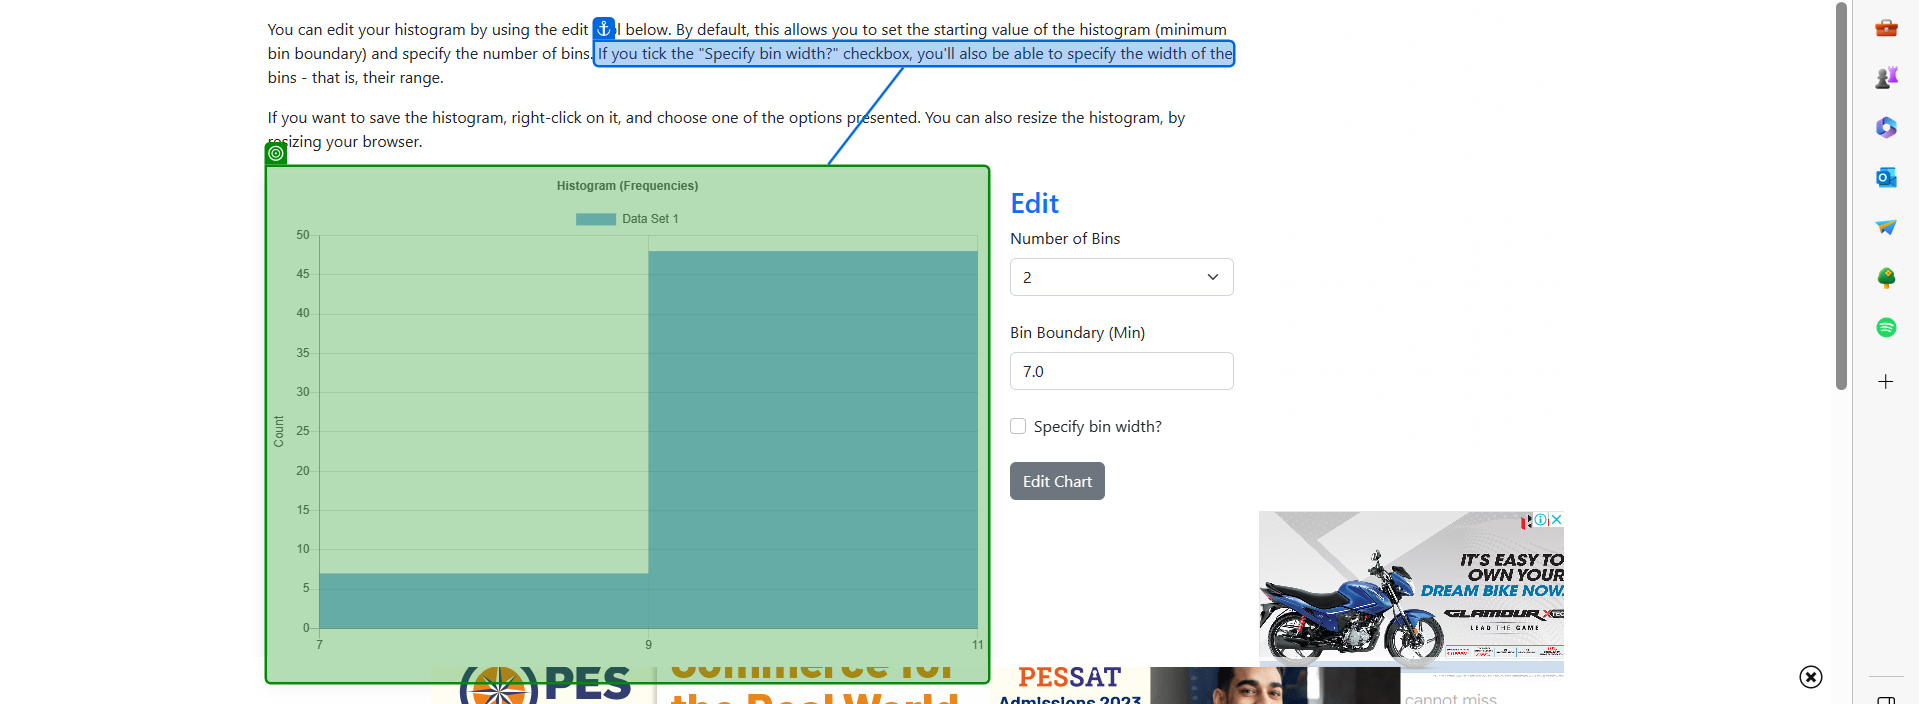 You can edit your histogram by using the edit l below. By default, this allows you to set the starting value of the histogram (minimum
bin boundary) and specify the number of bins. If you tick the "Specify bin width?" checkbox, you'll also be able to specify the width of the
bins - that is, their range.
If you want to save the histogram, right-click on it, and choose one of the options presented. You can also resize the histogram, by
resizing your browser.
Histogram (Frequencies)
Data Set 1
50
45
40
35
30
25
20
15
10
5
0
Count
7
9
11
Edit
Number of Bins
2
Bin Boundary (Min)
7.0
Specify bin width?
Edit Chart
IT'S EASY TO
OWN YOUR
DREAM BIKE NOW.
GLAMOUR XTEC
LEAD THE GAME
PES
Commerce for
the Real World
PESSAT
Admissions 2023
cannot miss